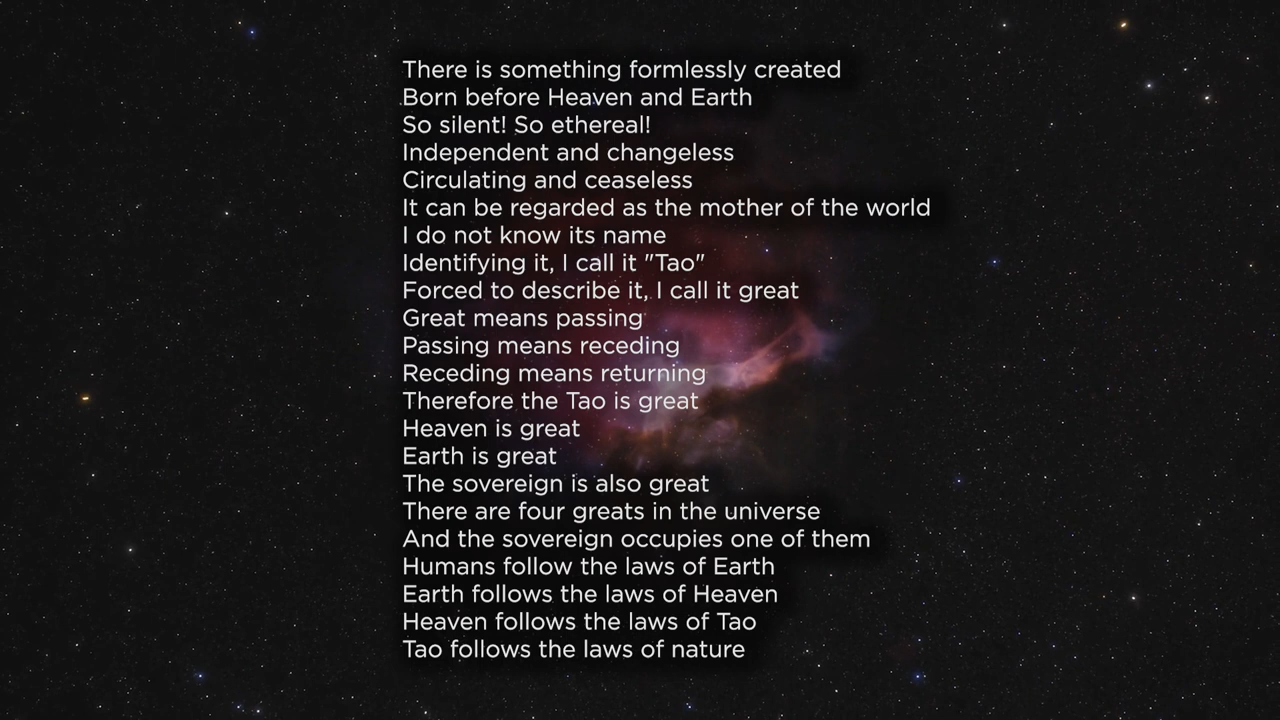 There is something formlessly created
Born before Heaven and Earth
So silent! So ethereal!
Independent and changeless
Circulating and ceaseless
It can be regarded as the mother of the world
I do not know its name
Identifying it, I call it "Tao"
Forced to describe it, I call it great
Great means passing
Passing means receding
Receding means returning
Therefore the Tao is great
Heaven is great
Earth is great
The sovereign is also great
There are four greats in the universe
And the sovereign occupies one of them
Humans follow the laws of Earth
Earth follows the laws of Heaven
Heaven follows the laws of Tao
Tao follows the laws of nature